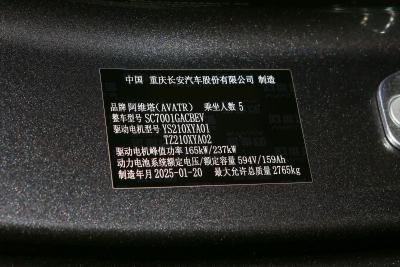 中国 重庆长安汽车股份有限公司 制造
品牌 阿维塔(AVATR) 乘坐人数 5
整车型号 SC7001GACBEV
驱动电机型号 YS210XYA01
TZ210XYA02
驱动电机峰值功率 165kW/237kW
动力电池系统额定电压/额定容量 594V/159Ah
制造年月 2025-01-20 最大允许总质量 2765kg